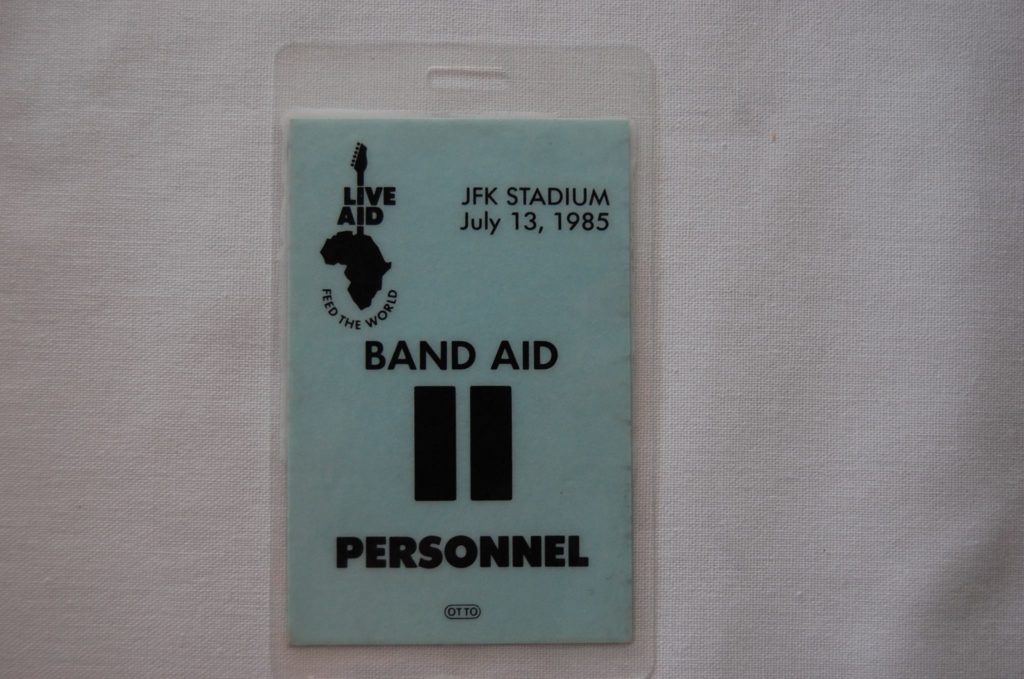 LIVE
AID
FEED THE WORLD
JFK STADIUM
July 13, 1985
BAND AID
II
PERSONNEL
OTTO